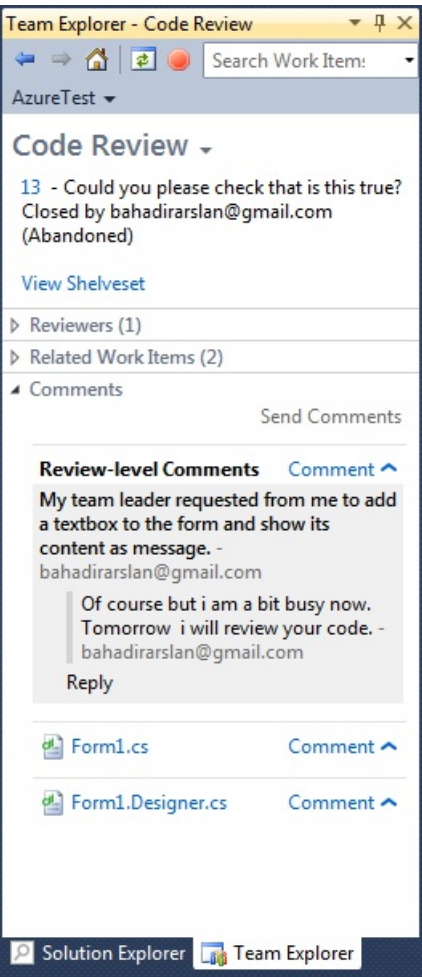 Team Explorer - Code Review
Search Work Item:
AzureTest
Code Review
13 - Could you please check that is this true?
Closed by bahadirarslan@gmail.com
(Abandoned)
View Shelveset
Reviewers (1)
Related Work Items (2)
Comments
Send Comments
Review-level Comments Comment
My team leader requested from me to add
a textbox to the form and show its
content as message. -
bahadirarslan@gmail.com
Of course but i am a bit busy now.
Tomorrow i will review your code. -
bahadirarslan@gmail.com
Reply
Form1.cs Comment
Form1.Designer.cs Comment
Solution Explorer Team Explorer